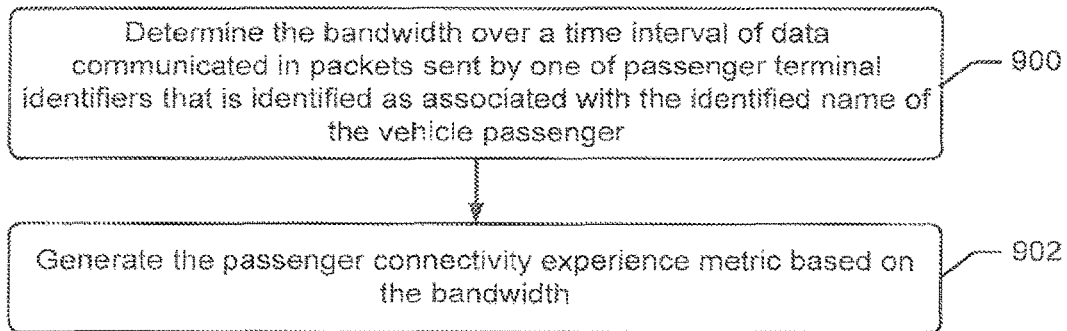 Determine the bandwidth over a time interval of data
communicated in packets sent by one of passenger terminal
identifiers that is identified as associated with the identified name of
the vehicle passenger
900
Generate the passenger connectivity experience metric based on
the bandwidth
902